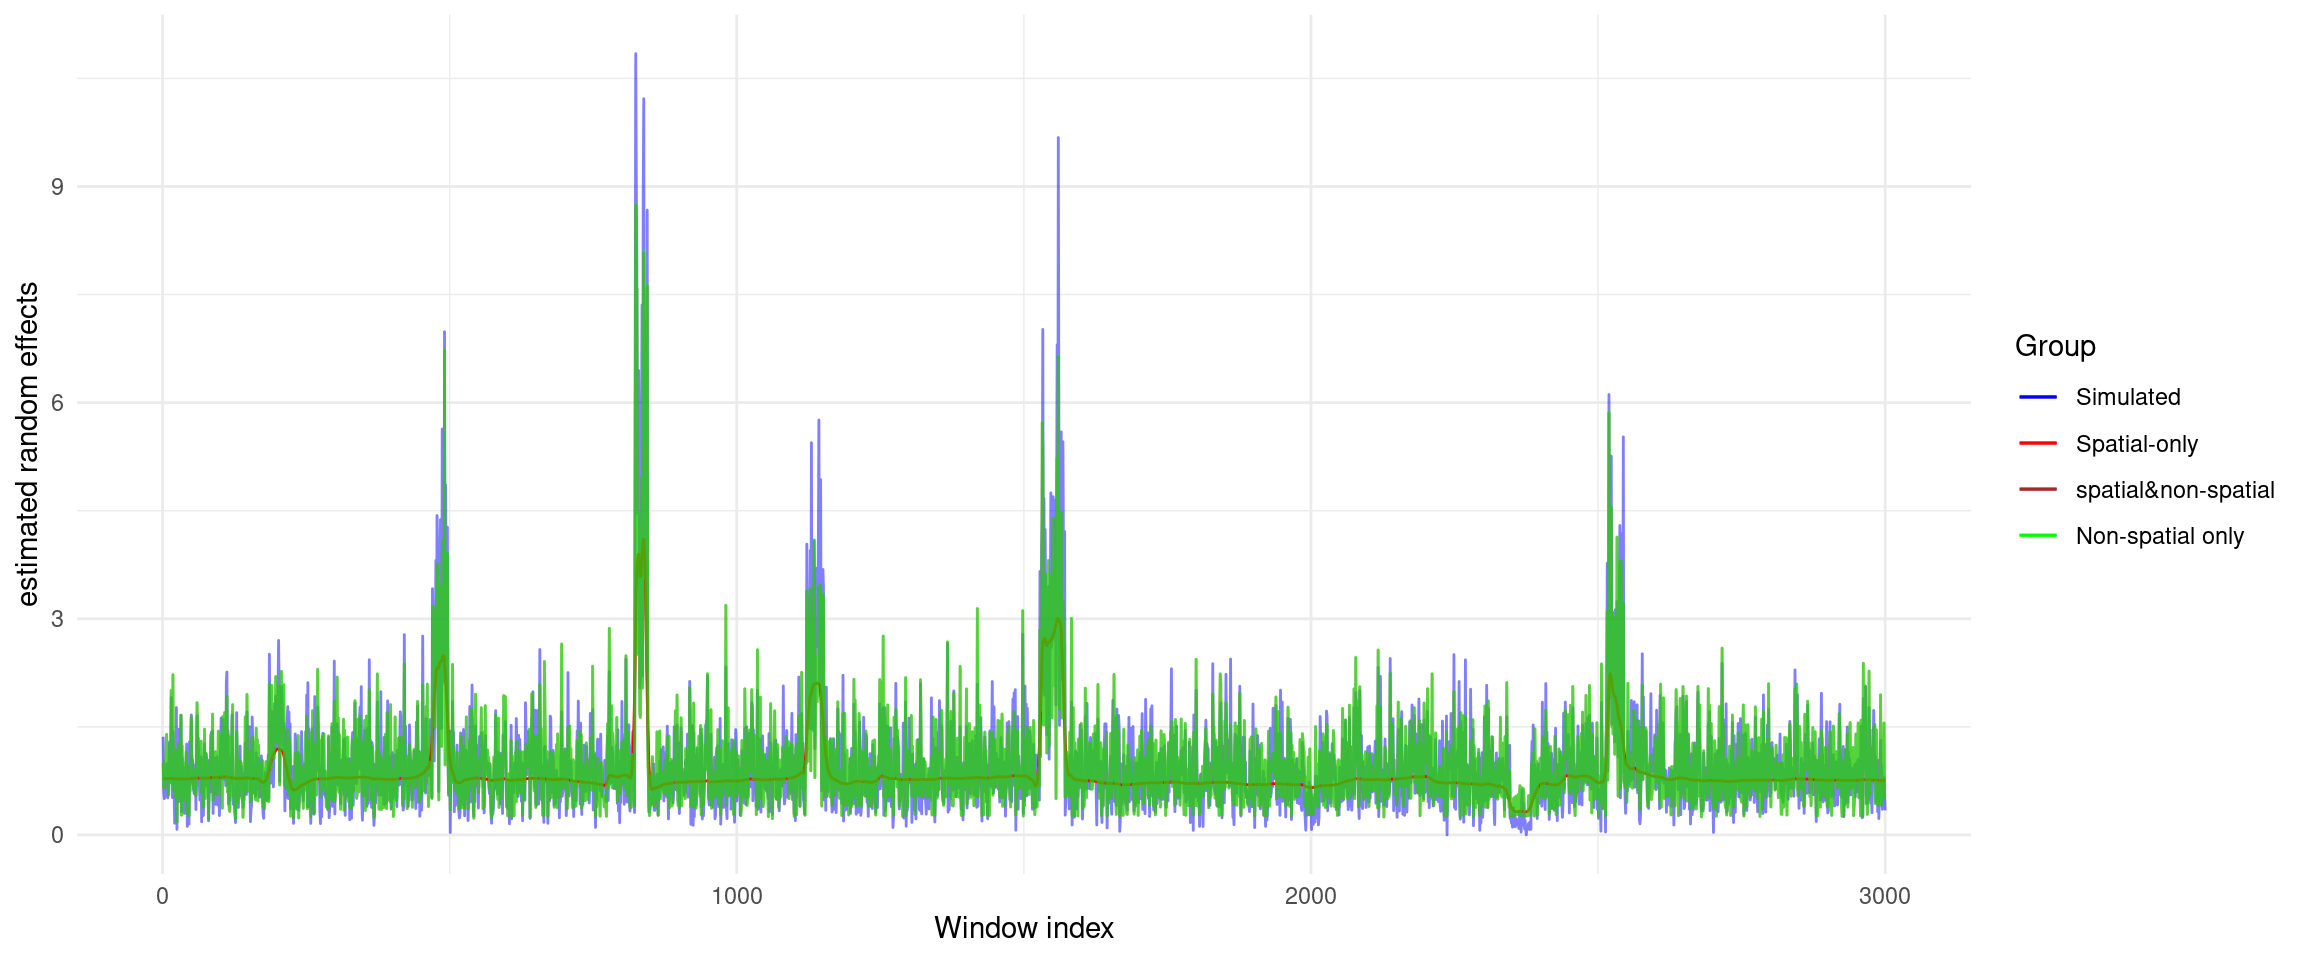 estimated random effects
9
6
3
0
0
1000
2000
3000
Window index
Group
Simulated
Spatial-only
spatial&non-spatial
Non-spatial only